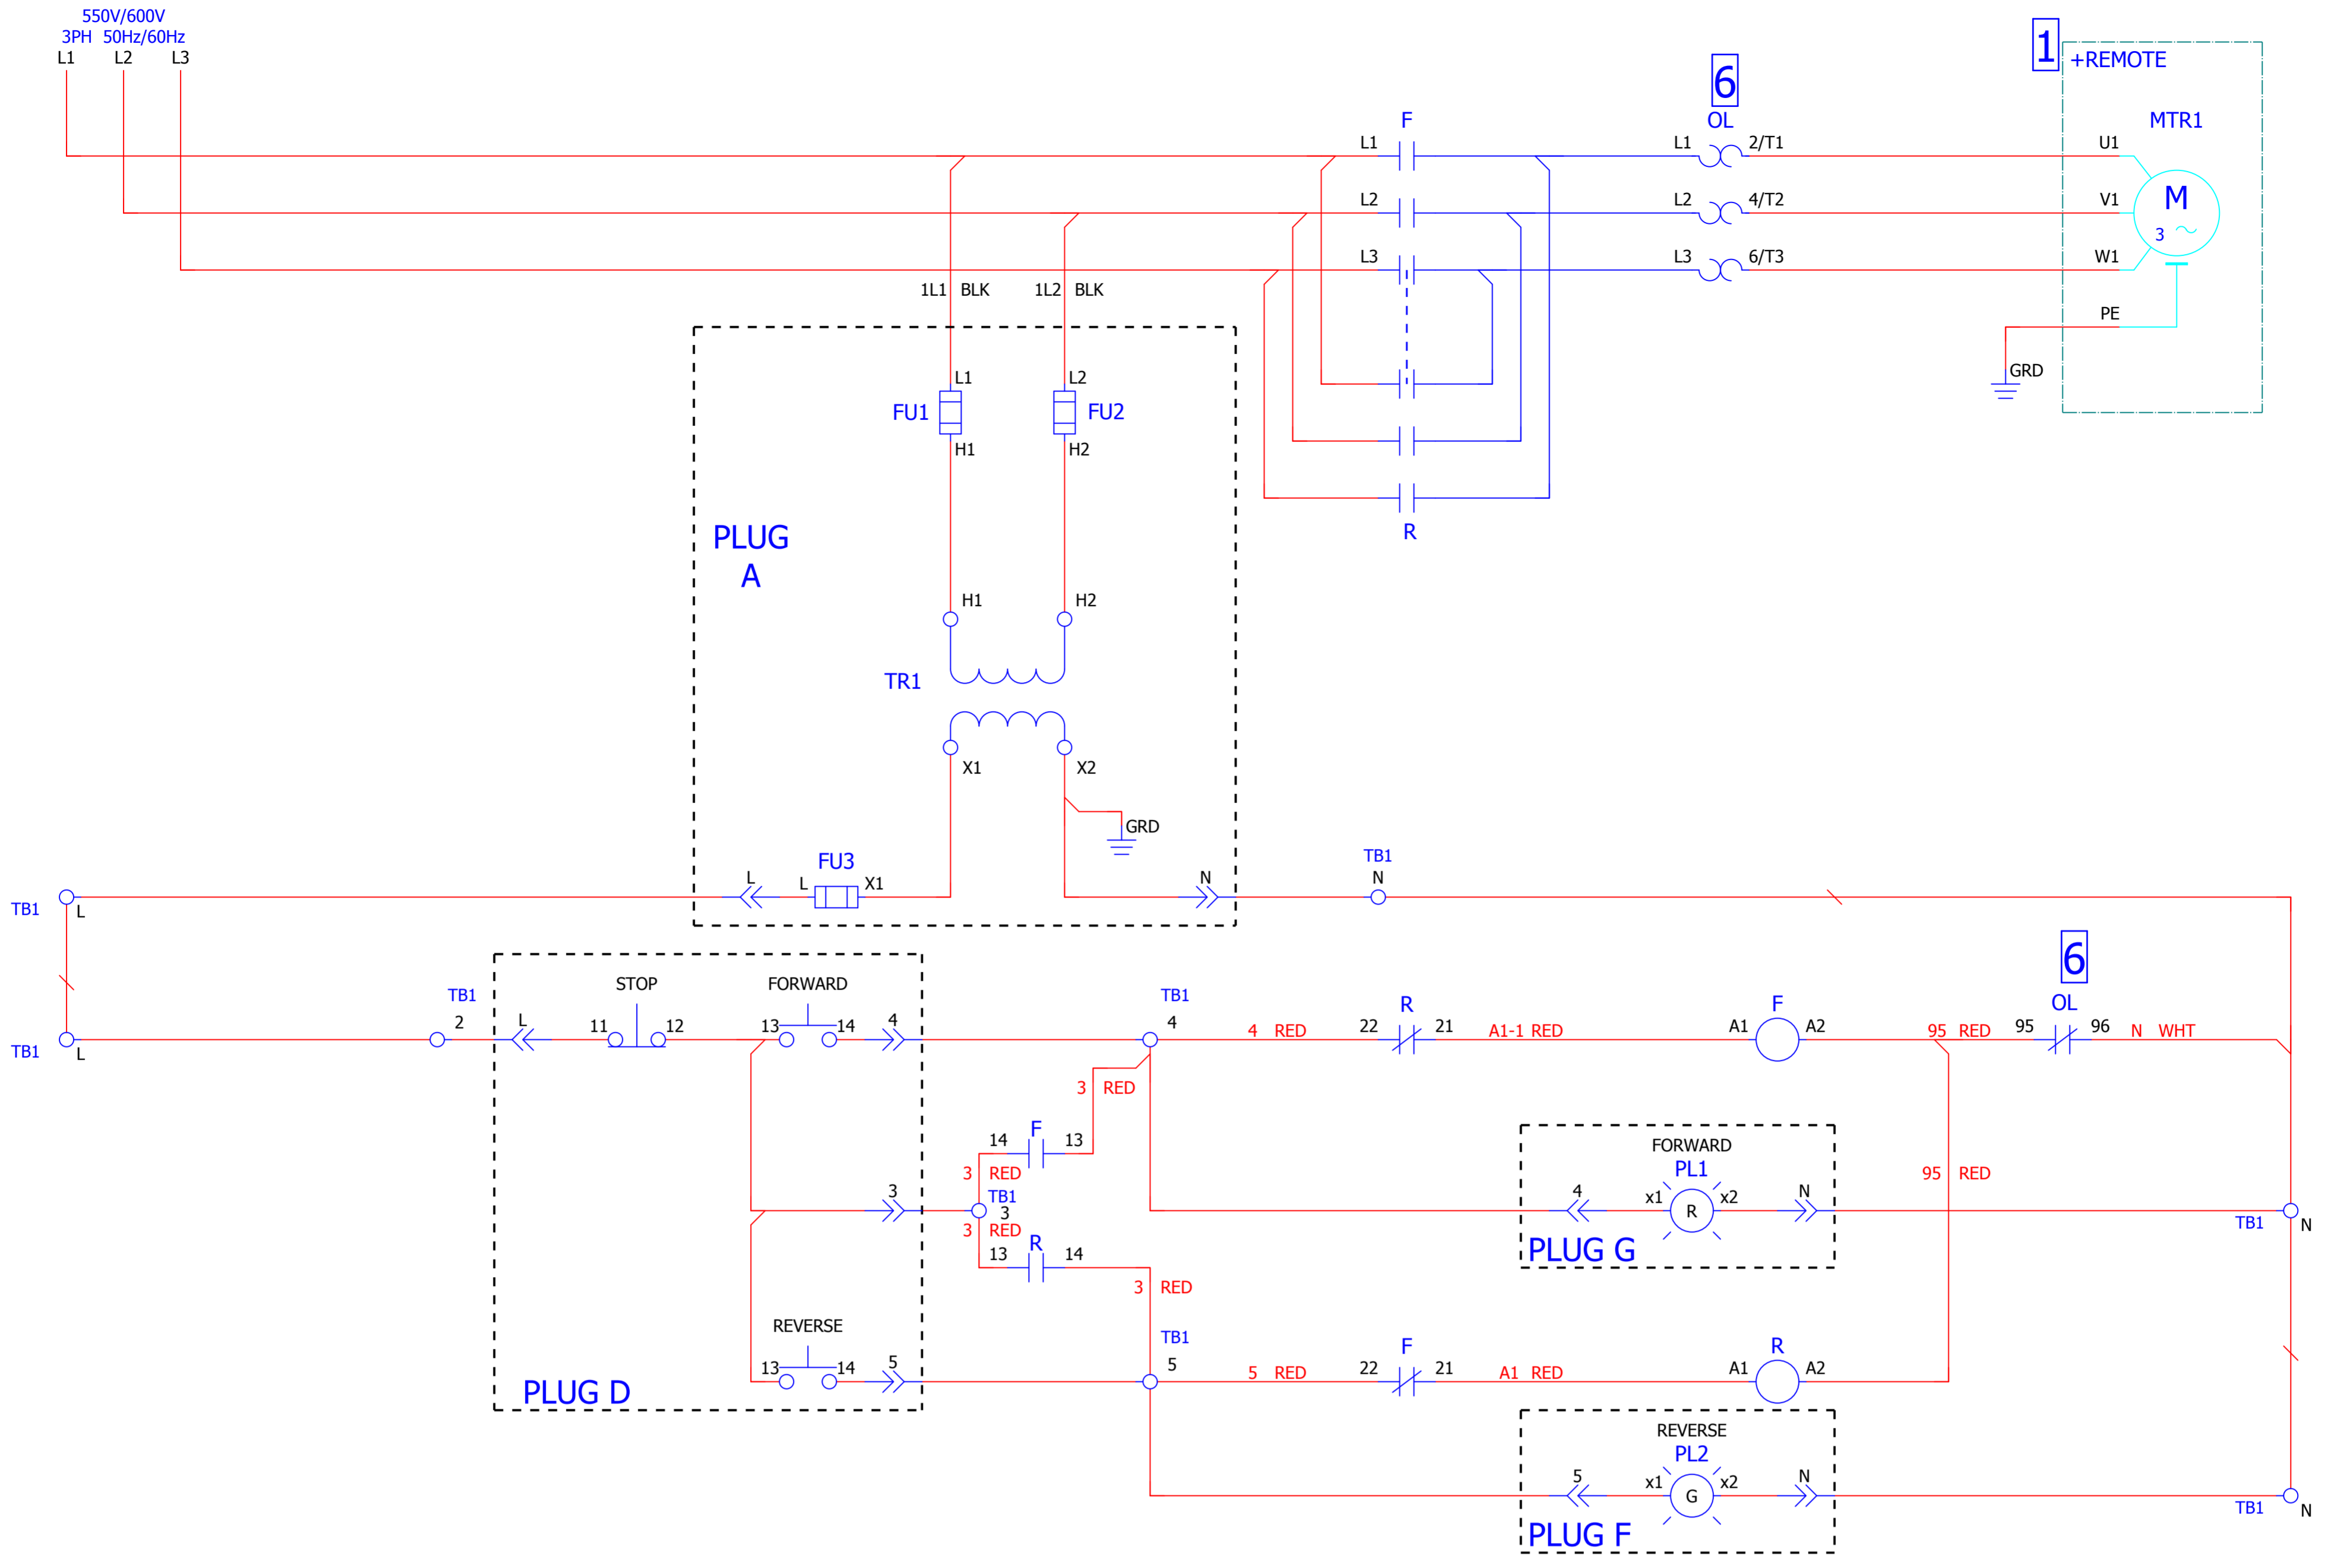 550V/600V
3PH 50Hz/60Hz
L1 L2 L3
1
+REMOTE
6
F OL MTR1
L1 L1 2/T1 U1
M
3
L2 L2 4/T2 V1
L3 L3 6/T3 W1
1L1 BLK 1L2 BLK
PE
GRD
L1 L2
FU1 FU2
H1 H2
R
PLUG
A
H1 H2
TR1
X1 X2
GRD
FU3
L L X1 N
TB1
N
TB1 L
6
STOP FORWARD
TB1 TB1 R F OL
2 L 11 12 13 14 4 4 4 RED 22 21 A1-1 RED A1 A2 95 RED 95 96 N WHT
TB1 L
3 RED
F
14 13
FORWARD
PL1
3 RED 95 RED
3 TB1 4 x1 R x2 N
3
TB1 N
3 RED
R
13 14
PLUG G
3 RED
REVERSE
TB1 F R
13 14 5 5 5 RED 22 21 A1 RED A1 A2
PLUG D
REVERSE
PL2
5 x1 G x2 N
TB1 N
PLUG F